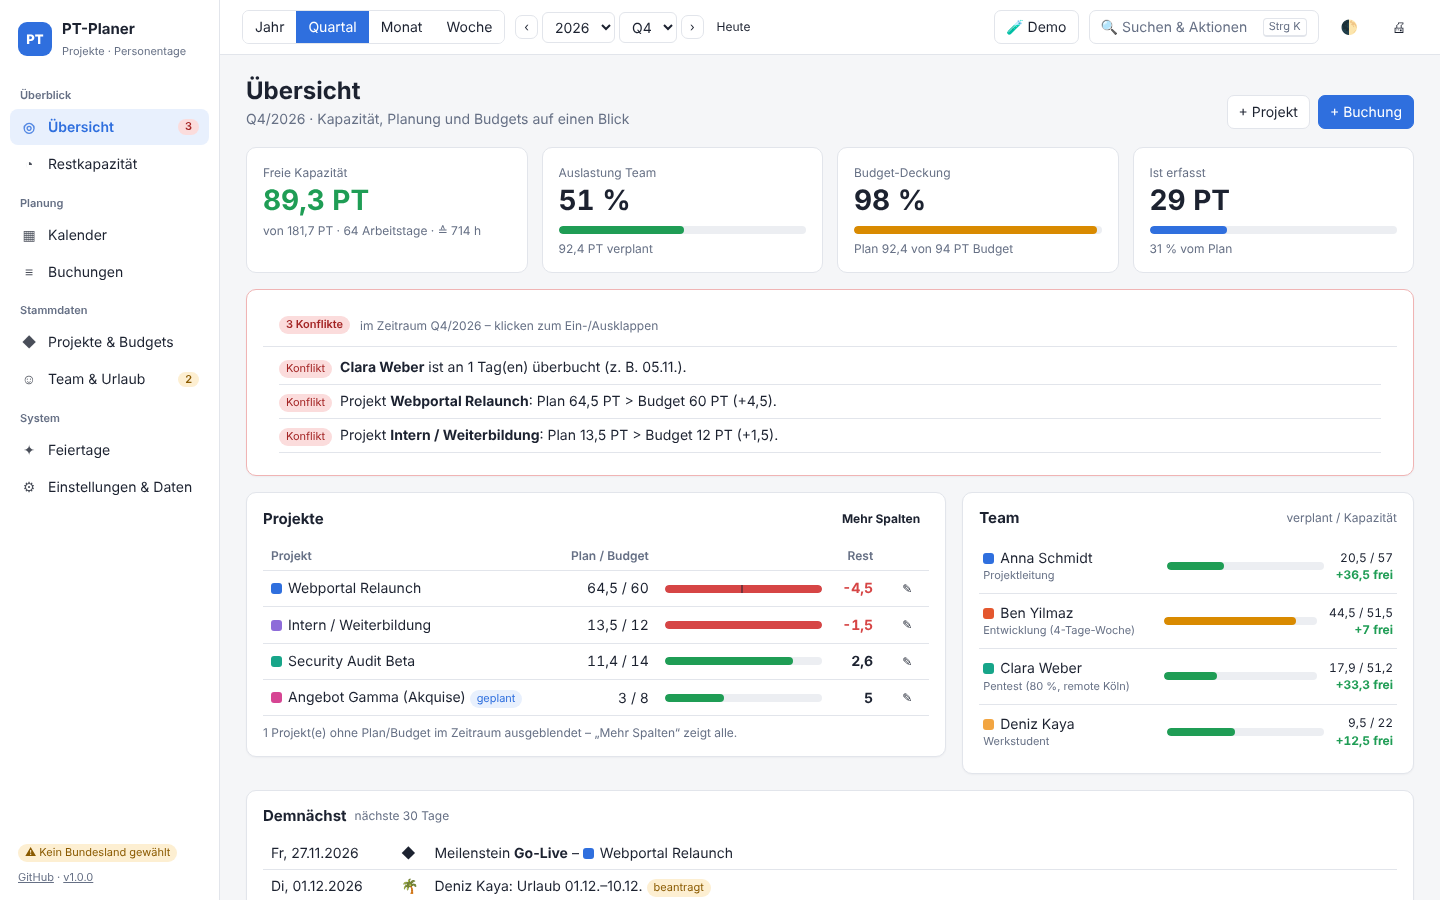 PT
PT-Planer
Projekte · Personentage
Überblick
Übersicht 3
Restkapazität
Planung
Kalender
Buchungen
Stammdaten
Projekte & Budgets
Team & Urlaub 2
System
Feiertage
Einstellungen & Daten
Kein Bundesland gewählt
GitHub · v1.0.0
Jahr Quartal Monat Woche ‹ 2026 Q4 › Heute
Demo Suchen & Aktionen Strg K
Übersicht
Q4/2026 · Kapazität, Planung und Budgets auf einen Blick
+ Projekt + Buchung
Freie Kapazität
89,3 PT
von 181,7 PT · 64 Arbeitstage · ≙ 714 h
Auslastung Team
51 %
92,4 PT verplant
Budget-Deckung
98 %
Plan 92,4 von 94 PT Budget
Ist erfasst
29 PT
31 % vom Plan
3 Konflikte im Zeitraum Q4/2026 – klicken zum Ein-/Ausklappen
Konflikt Clara Weber ist an 1 Tag(en) überbucht (z. B. 05.11.).
Konflikt Projekt Webportal Relaunch: Plan 64,5 PT > Budget 60 PT (+4,5).
Konflikt Projekt Intern / Weiterbildung: Plan 13,5 PT > Budget 12 PT (+1,5).
Projekte Mehr Spalten
Projekt Plan / Budget Rest
Webportal Relaunch 64,5 / 60 -4,5
Intern / Weiterbildung 13,5 / 12 -1,5
Security Audit Beta 11,4 / 14 2,6
Angebot Gamma (Akquise) geplant 3 / 8 5
1 Projekt(e) ohne Plan/Budget im Zeitraum ausgeblendet – „Mehr Spalten“ zeigt alle.
Team verplant / Kapazität
Anna Schmidt 20,5 / 57
Projektleitung +36,5 frei
Ben Yilmaz 44,5 / 51,5
Entwicklung (4-Tage-Woche) +7 frei
Clara Weber 17,9 / 51,2
Pentest (80 %, remote Köln) +33,3 frei
Deniz Kaya 9,5 / 22
Werkstudent +12,5 frei
Demnächst nächste 30 Tage
Fr, 27.11.2026 Meilenstein Go-Live – Webportal Relaunch
Di, 01.12.2026 Deniz Kaya: Urlaub 01.12.–10.12. beantragt